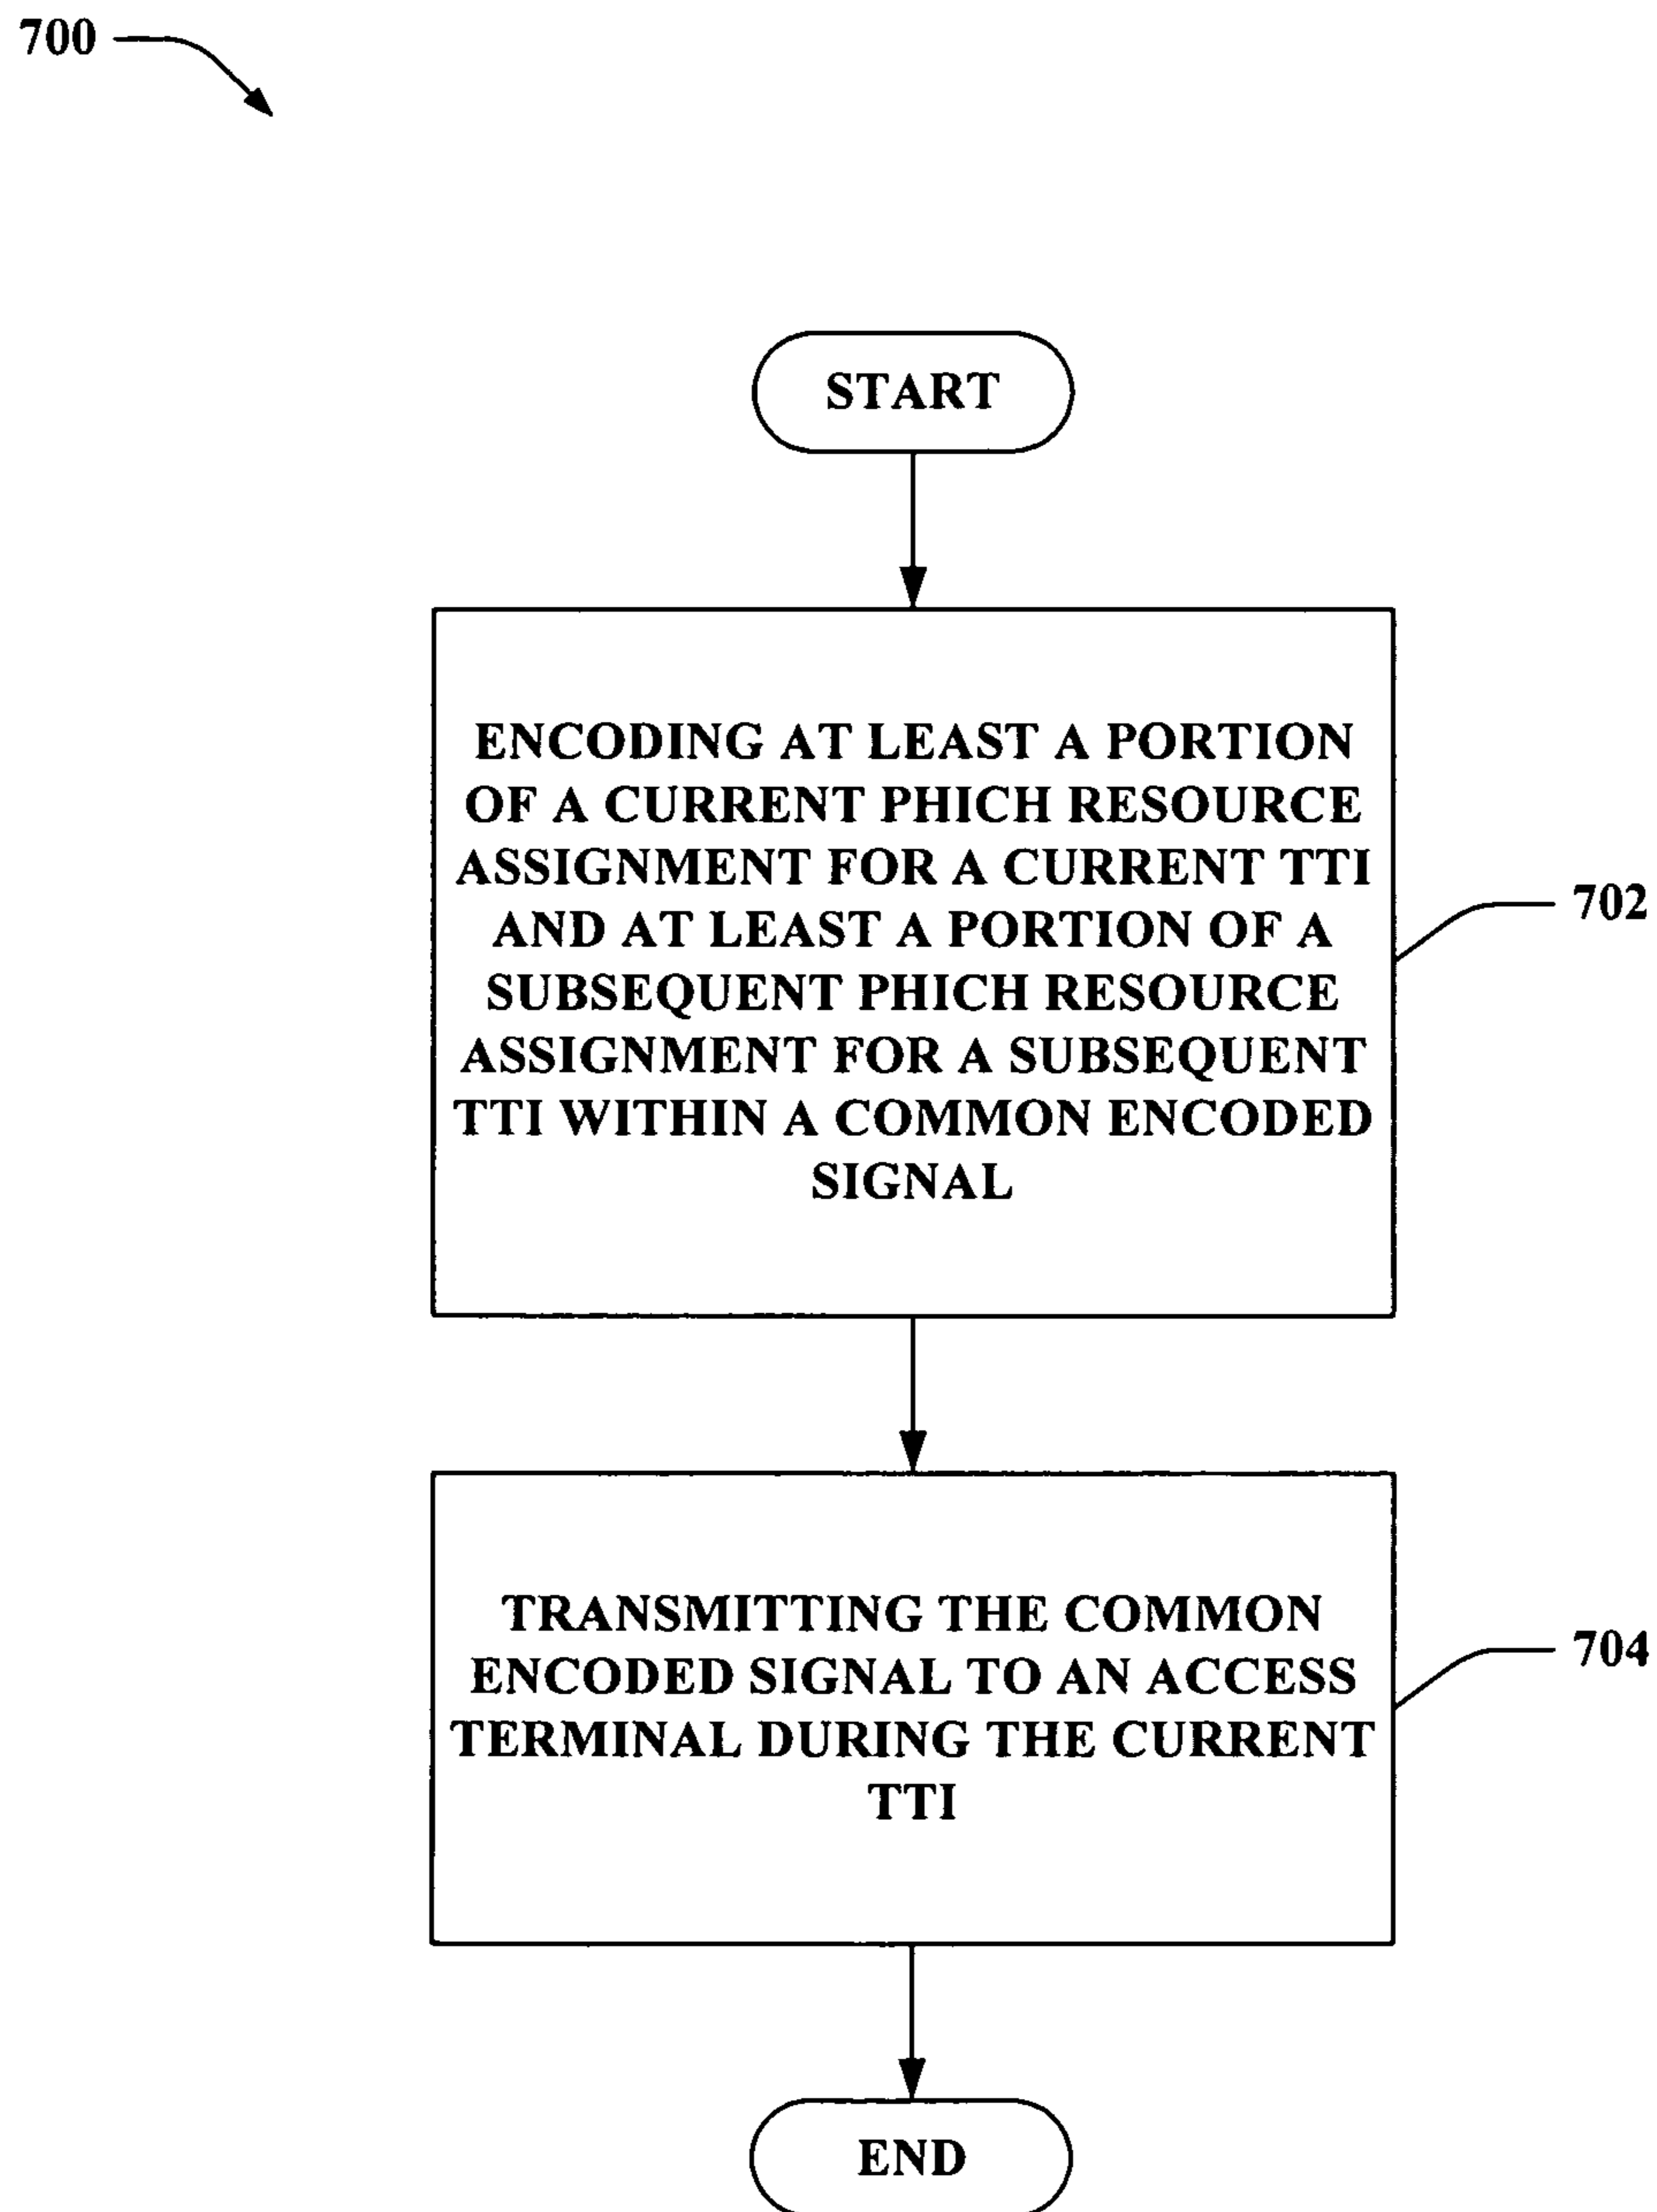 700
START
ENCODING AT LEAST A PORTION
OF A CURRENT PHICH RESOURCE
ASSIGNMENT FOR A CURRENT TTI
AND AT LEAST A PORTION OF A
SUBSEQUENT PHICH RESOURCE
ASSIGNMENT FOR A SUBSEQUENT
TTI WITHIN A COMMON ENCODED
SIGNAL
702
TRANSMITTING THE COMMON
ENCODED SIGNAL TO AN ACCESS
TERMINAL DURING THE CURRENT
TTI
704
END